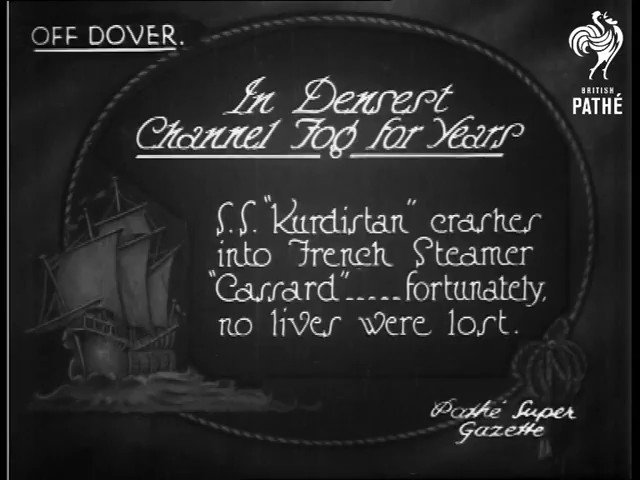 OFF DOVER.
BRITISH
PATHÉ
In Densest
Channel Fog for Years
S.S. "Kurdistan" crashes
into French Steamer
"Cassard".....fortunately,
no lives were lost.
Pathé Super
Gazette